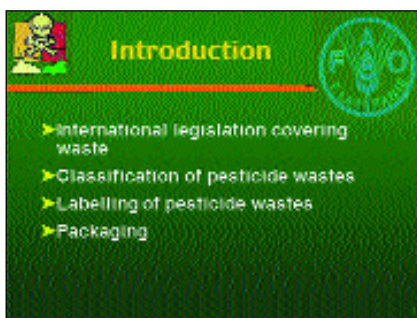 Introduction
F A O
➤International legislation covering
waste
➤Classification of pesticide wastes
➤Labelling of pesticide wastes
➤Packaging